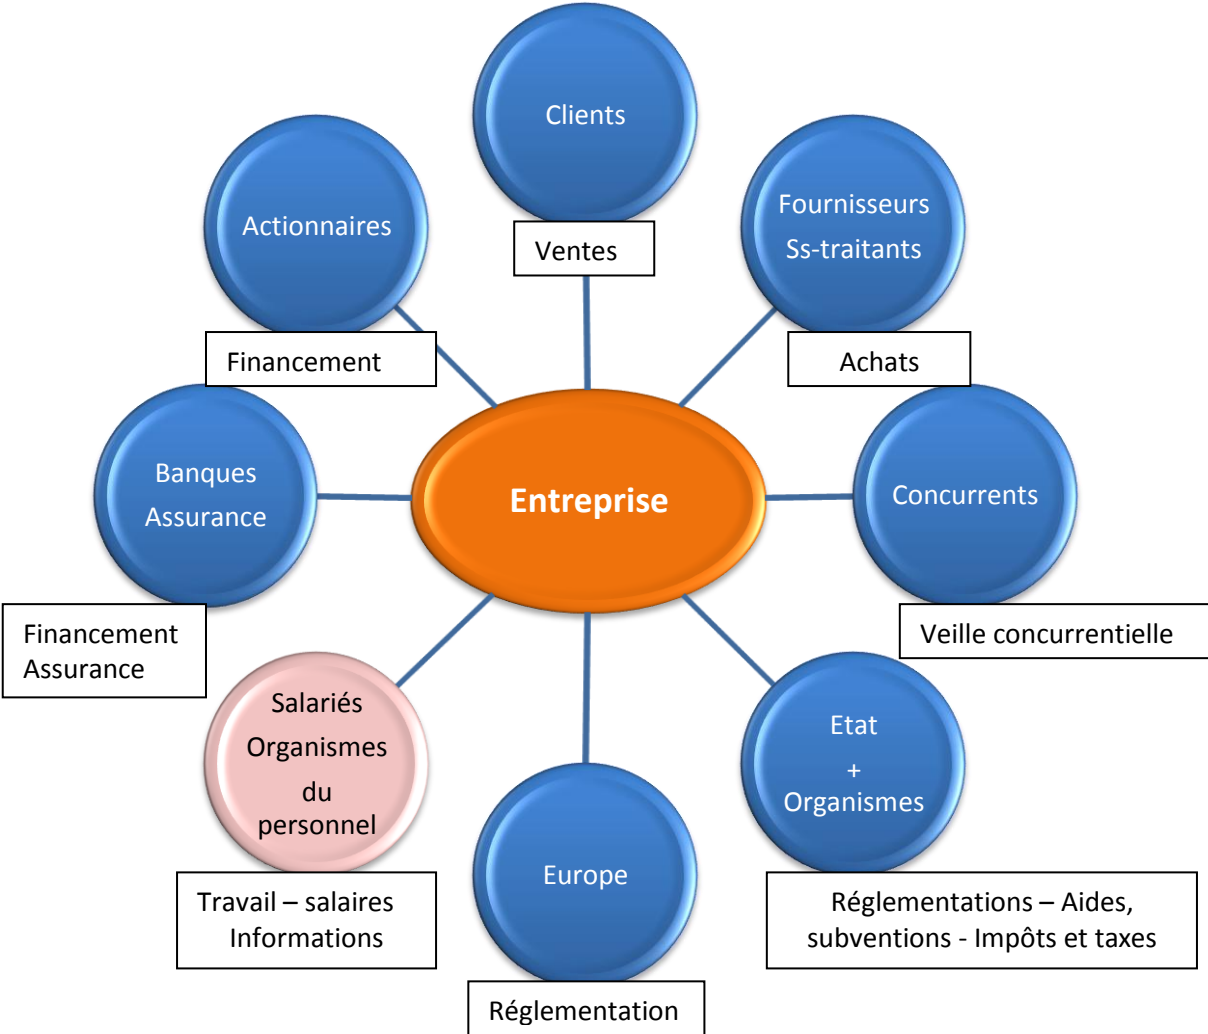 Clients
Ventes
Actionnaires
Financement
Fournisseurs
Ss-traitants
Achats
Banques
Assurance
Financement
Assurance
Entreprise
Concurrents
Veille concurrentielle
Salariés
Organismes
du
personnel
Travail – salaires
Informations
Europe
Réglementation
Etat
+
Organismes
Réglementations – Aides,
subventions - Impôts et taxes